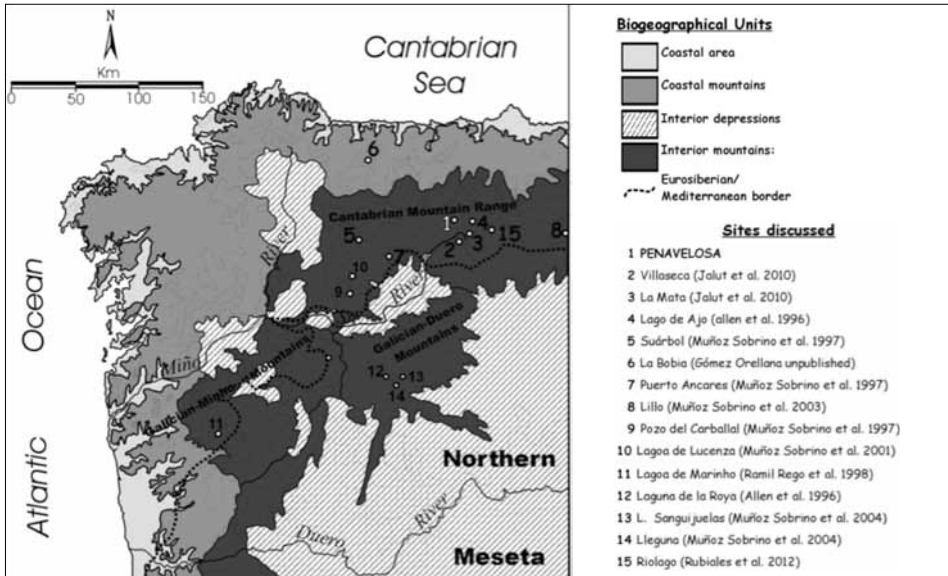 N
Km
0 50 100 150
Cantabrian
Sea
6
Cantabrian Mountain Range
1 4
5 2 3 15 8
7
10
9
River
River
Ocean
Atlantic
Miño
Galician-Duero
Mountains
Mountains
11
12 13
14
Northern
Duero
River
Meseta
Biogeographical Units
Coastal area
Coastal mountains
Interior depressions
Interior mountains:
Eurosiberian/
Mediterranean border
Sites discussed
1 PENAVELOSA
2 Villaseca (Jalut et al. 2010)
3 La Mata (Jalut et al. 2010)
4 Lago de Ajo (allen et al. 1996)
5 Suárbol (Muñoz Sobrino et al. 1997)
6 La Bobia (Gómez Orellana unpublished)
7 Puerto Ancares (Muñoz Sobrino et al. 1997)
8 Lillo (Muñoz Sobrino et al. 2003)
9 Pozo del Carballal (Muñoz Sobrino et al. 1997)
10 Lagoa de Lucenza (Muñoz Sobrino et al. 2001)
11 Lagoa de Marinho (Ramil Rego et al. 1998)
12 Laguna de la Roya (Allen et al. 1996)
13 L. Sanguijuelas (Muñoz Sobrino et al. 2004)
14 Lleguna (Muñoz Sobrino et al. 2004)
15 Riolago (Rubiales et al. 2012)